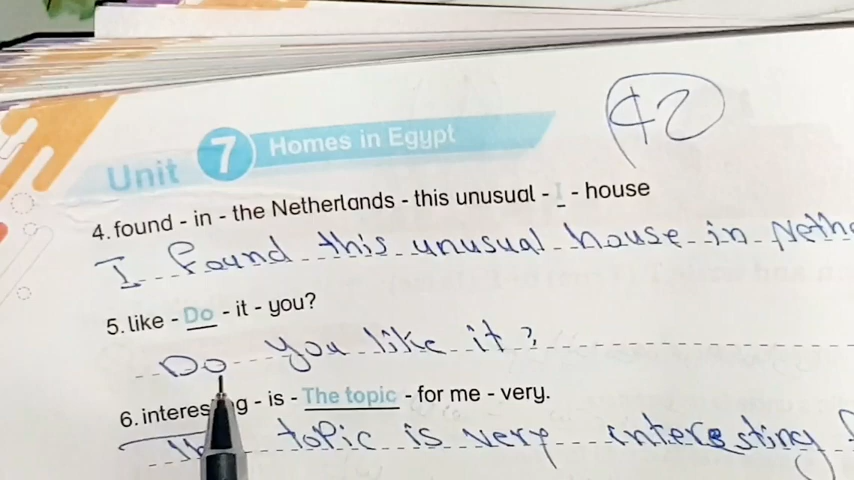 Unit 7 Homes in Egypt
42
4. found - in - the Netherlands - this unusual - I - house
I found this unusual house in Neth
5. like - Do - it - you?
Do you like it?
6. interesting - is - The topic - for me - very.
topic is very interesting